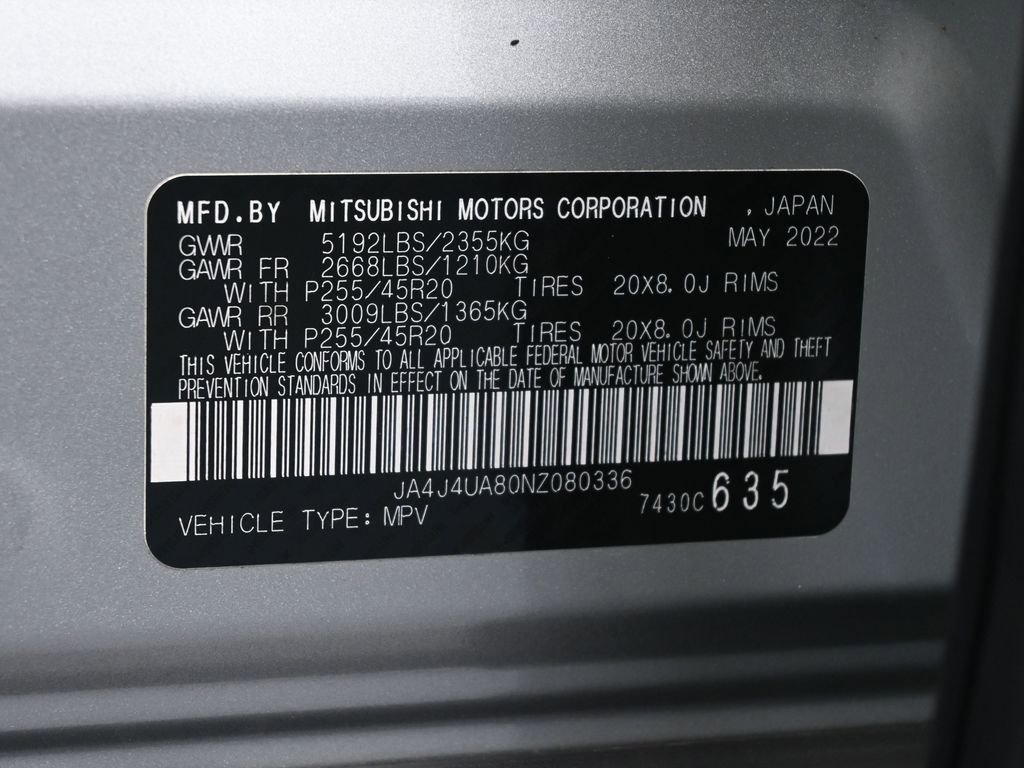 MFD.BY MITSUBISHI MOTORS CORPORATION , JAPAN
GVWR 5192LBS/2355KG MAY 2022
GAWR FR 2668LBS/1210KG
WITH P255/45R20 TIRES 20X8.0J RIMS
GAWR RR 3009LBS/1365KG
WITH P255/45R20 TIRES 20X8.0J RIMS
THIS VEHICLE CONFORMS TO ALL APPLICABLE FEDERAL MOTOR VEHICLE SAFETY AND THEFT
PREVENTION STANDARDS IN EFFECT ON THE DATE OF MANUFACTURE SHOWN ABOVE.
JA4J4UA80NZ080336
7430C 635
VEHICLE TYPE: MPV